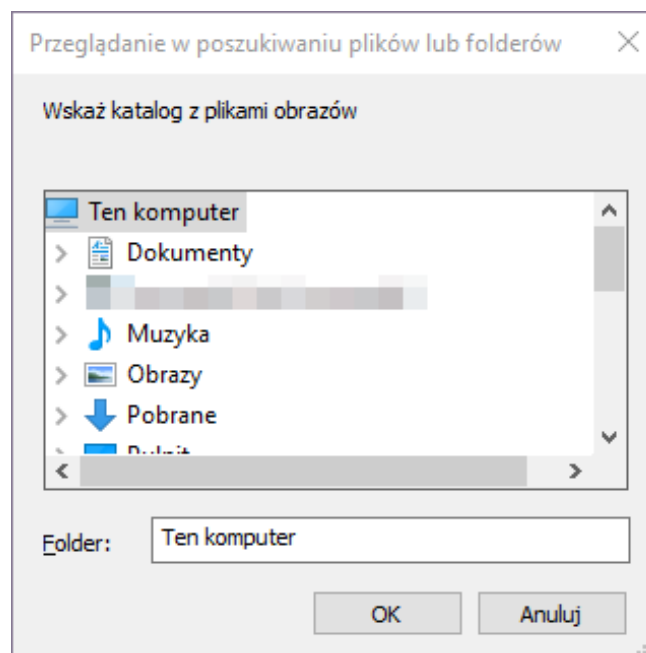 Przeglądanie w poszukiwaniu plików lub folderów
Wskaż katalog z plikami obrazów
Ten komputer
Dokumenty
Muzyka
Obrazy
Pobrane
Pulpit
Folder: Ten komputer
OK Anuluj